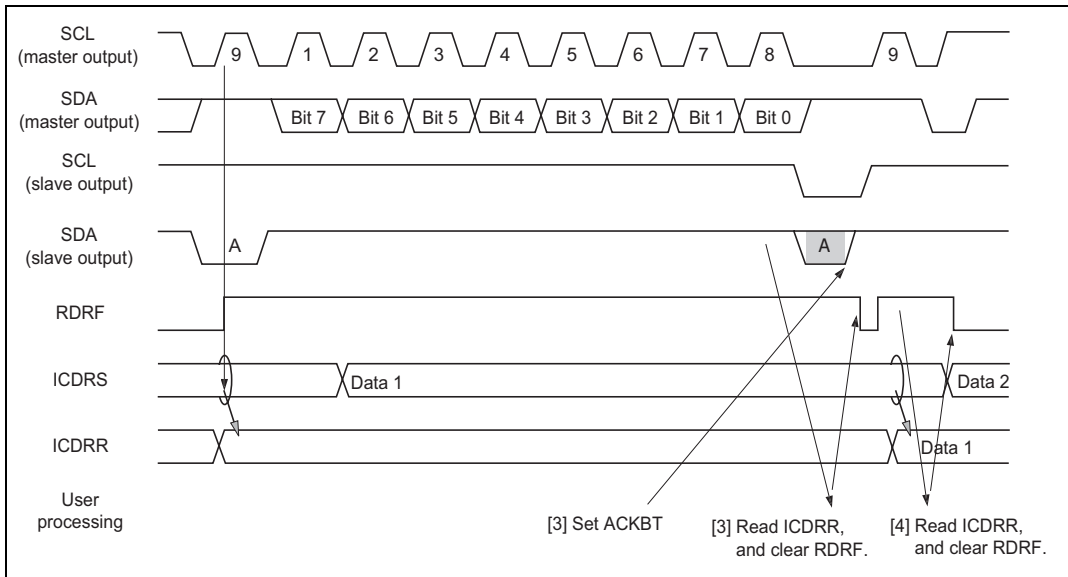 SCL
(master output)
9 1 2 3 4 5 6 7 8 9
SDA
(master output)
Bit 7 Bit 6 Bit 5 Bit 4 Bit 3 Bit 2 Bit 1 Bit 0
SCL
(slave output)
SDA
(slave output)
A A
RDRF
ICDRS
Data 1 Data 2
ICDRR
Data 1
User
processing
[3] Set ACKBT
[3] Read ICDRR,
and clear RDRF.
[4] Read ICDRR,
and clear RDRF.